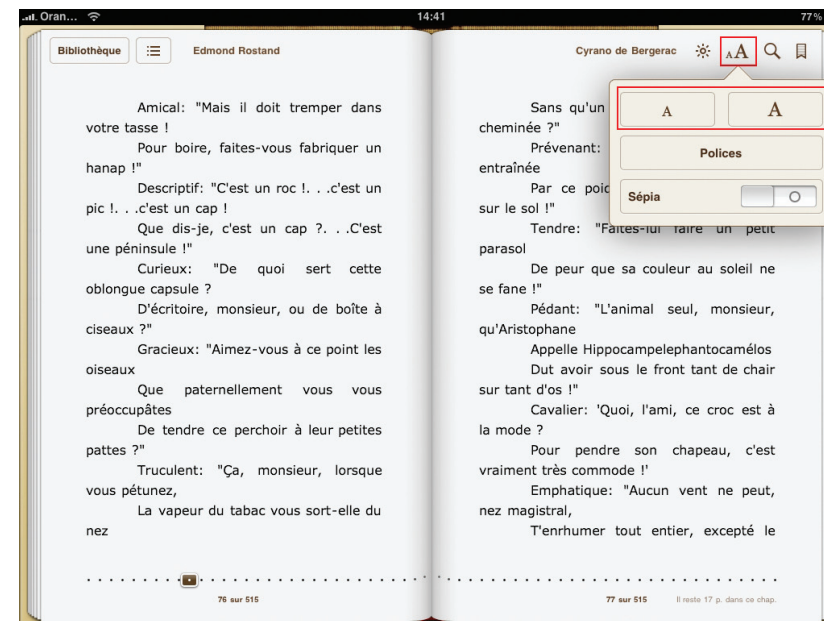 Oran...
14:41
77%
Bibliothèque
Edmond Rostand
Cyrano de Bergerac
AA
A
A
Polices
Sépia
Amical: "Mais il doit tremper dans
votre tasse !
Pour boire, faites-vous fabriquer un
hanap !"
Descriptif: "C'est un roc !. . .c'est un
pic !. . .c'est un cap !
Que dis-je, c'est un cap ?. . .C'est
une péninsule !"
Curieux: "De quoi sert cette
oblongue capsule ?
D'écritoire, monsieur, ou de boîte à
ciseaux ?"
Gracieux: "Aimez-vous à ce point les
oiseaux
Que paternellement vous vous
préoccupâtes
De tendre ce perchoir à leur petites
pattes ?"
Truculent: "Ça, monsieur, lorsque
vous pétunez,
La vapeur du tabac vous sort-elle du
nez
76 sur 515
Sans qu'un
cheminée ?"
Prévenant:
entraînée
Par ce poid
sur le sol !"
Tendre: "Faites-lui faire un petit
parasol
De peur que sa couleur au soleil ne
se fane !"
Pédant: "L'animal seul, monsieur,
qu'Aristophane
Appelle Hippocampelephantocamélos
Dut avoir sous le front tant de chair
sur tant d'os !"
Cavalier: 'Quoi, l'ami, ce croc est à
la mode ?
Pour pendre son chapeau, c'est
vraiment très commode !'
Emphatique: "Aucun vent ne peut,
nez magistral,
T'enrhumer tout entier, excepté le
77 sur 515
Il reste 17 p. dans ce chap.